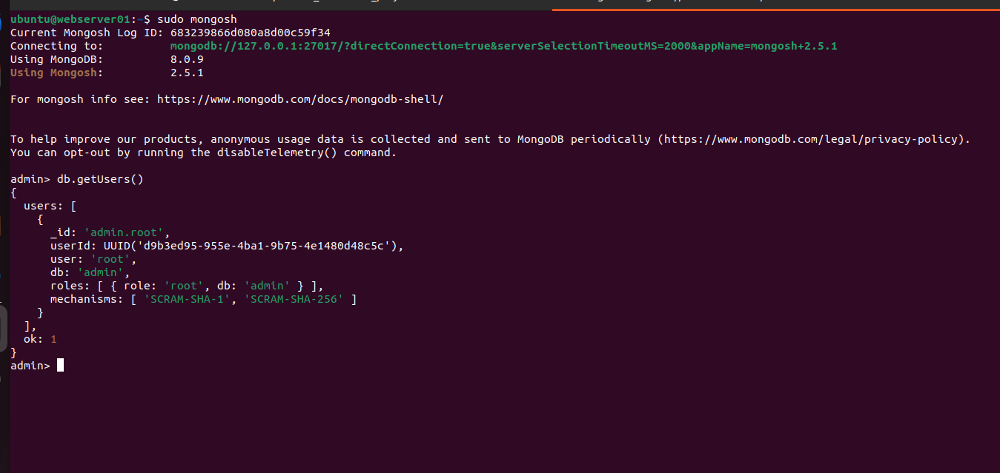 ubuntu@webserver01:~$ sudo mongosh
Current Mongosh Log ID: 683239866d080a8d00c59f34
Connecting to:          mongodb://127.0.0.1:27017/?directConnection=true&serverSelectionTimeoutMS=2000&appName=mongosh+2.5.1
Using MongoDB:          8.0.9
Using Mongosh:          2.5.1
For mongosh info see: https://www.mongodb.com/docs/mongodb-shell/
To help improve our products, anonymous usage data is collected and sent to MongoDB periodically (https://www.mongodb.com/legal/privacy-policy).
You can opt-out by running the disableTelemetry() command.
admin> db.getUsers()
{
  users: [
    {
      _id: 'admin.root',
      userId: UUID('d9b3ed95-955e-4ba1-9b75-4e1480d48c5c'),
      user: 'root',
      db: 'admin',
      roles: [ { role: 'root', db: 'admin' } ],
      mechanisms: [ 'SCRAM-SHA-1', 'SCRAM-SHA-256' ]
    }
  ],
  ok: 1
}
admin>